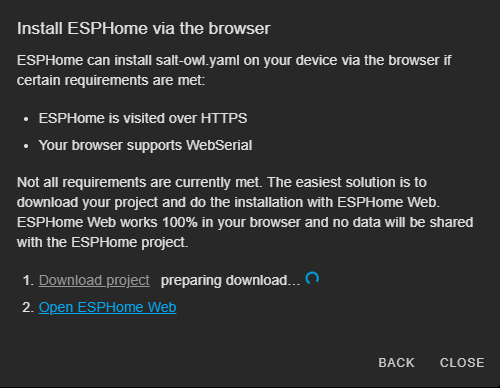 Install ESPHome via the browser
ESPHome can install salt-owl.yaml on your device via the browser if
certain requirements are met:
• ESPHome is visited over HTTPS
• Your browser supports WebSerial
Not all requirements are currently met. The easiest solution is to
download your project and do the installation with ESPHome Web.
ESPHome Web works 100% in your browser and no data will be shared
with the ESPHome project.
1. Download project preparing download…
2. Open ESPHome Web
BACK CLOSE